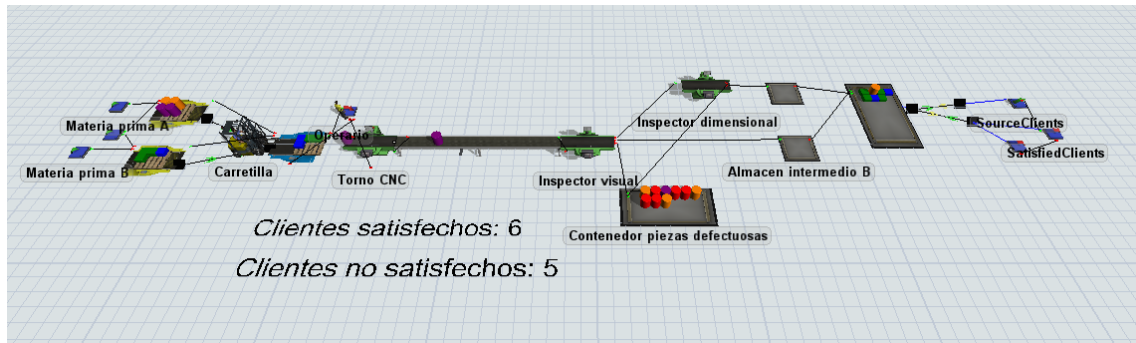 Materia prima A
Materia prima B
Carretilla
Operario
Torno CNC
Inspector visual
Inspector dimensional
Almacen intermedio B
Contenedor piezas defectuosas
SourceClients
SatisfiedClients
Clientes satisfechos: 6
Clientes no satisfechos: 5